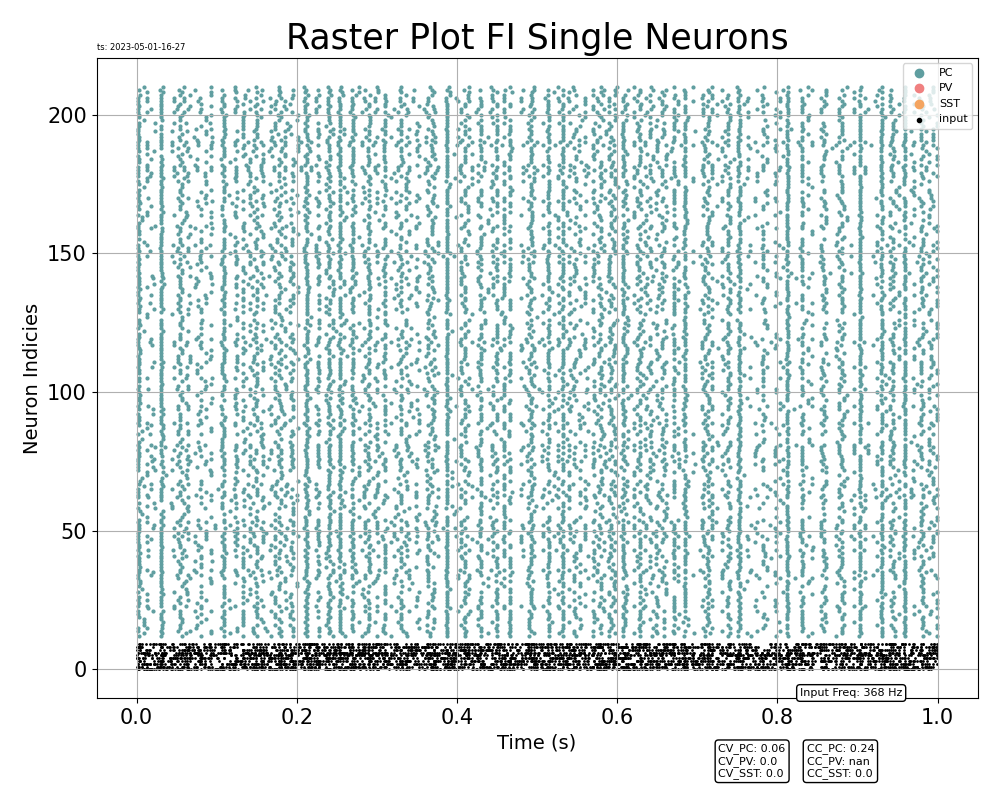 Raster Plot FI Single Neurons
ts: 2023-05-01-16-27
PC
PV
SST
input
200
150
100
50
0
Neuron Indicies
0.0 0.2 0.4 0.6 0.8 1.0
Input Freq: 368 Hz
Time (s)
CV_PC: 0.06
CV_PV: 0.0
CV_SST: 0.0
CC_PC: 0.24
CC_PV: nan
CC_SST: 0.0